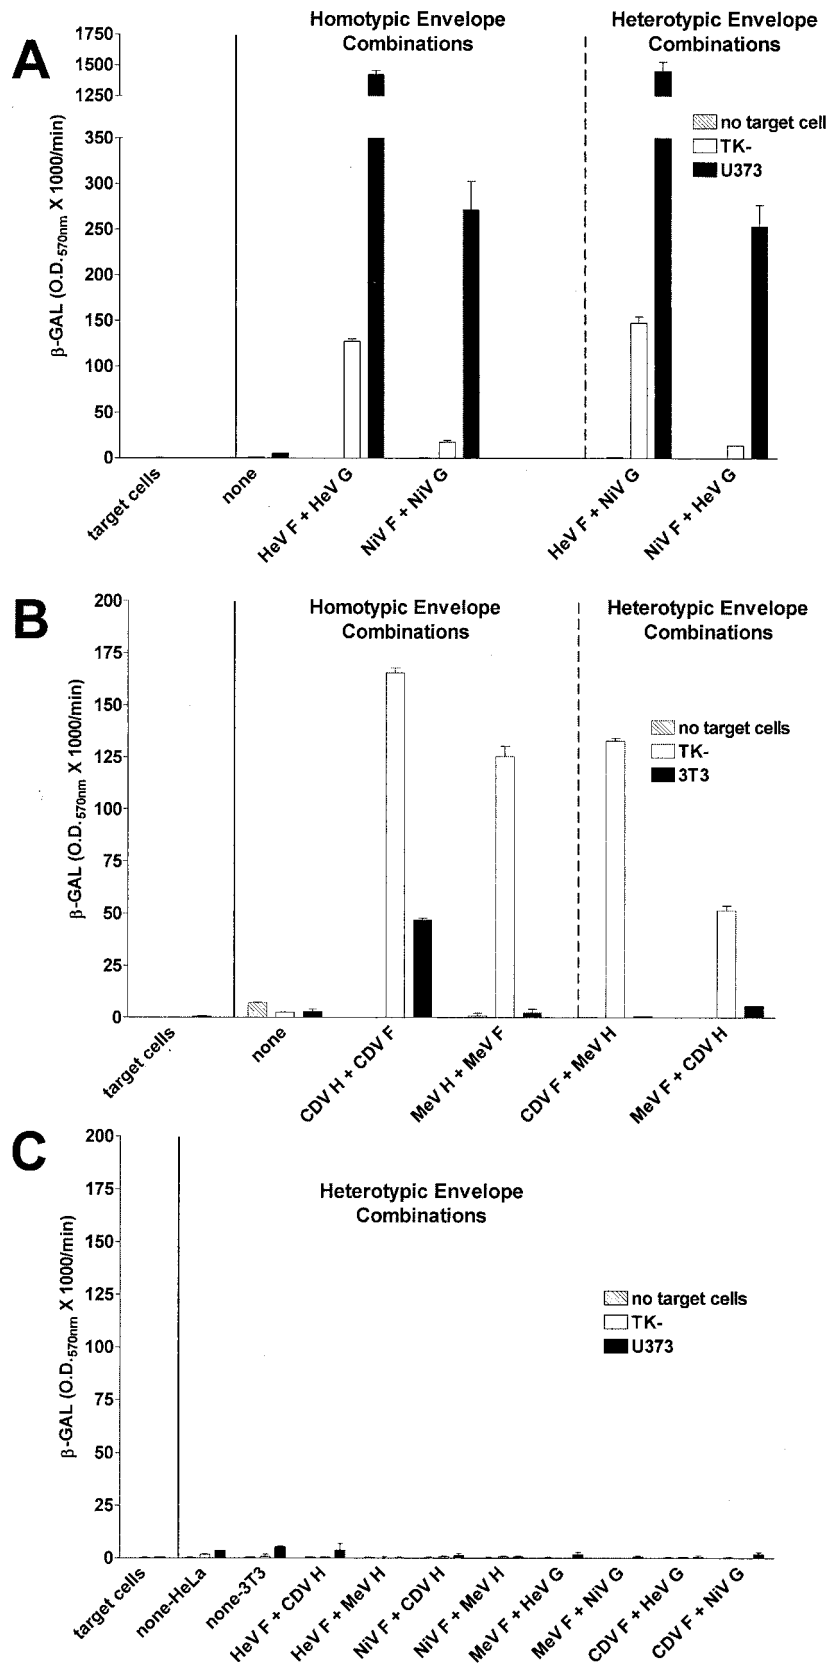 A
Homotypic Envelope
Combinations
Heterotypic Envelope
Combinations
β-GAL (O.D.570nm X 1000/min)
1750
1500
1250
350
300
250
200
150
100
50
0
no target cell
TK-
U373
target cells
none
HeV F + HeV G
NiV F + NiV G
HeV F + NiV G
NiV F + HeV G
B
Homotypic Envelope
Combinations
Heterotypic Envelope
Combinations
β-GAL (O.D.570nm X 1000/min)
200
175
150
125
100
75
50
25
0
no target cells
TK-
3T3
target cells
none
CDV H + CDV F
MeV H + MeV F
CDV F + MeV H
MeV F + CDV H
C
Heterotypic Envelope
Combinations
β-GAL (O.D.570nm X 1000/min)
200
175
150
125
100
75
50
25
0
no target cells
TK-
U373
target cells
none-HeLa
none-3T3
HeV F + CDV H
HeV F + MeV H
NiV F + CDV H
NiV F + MeV H
MeV F + HeV G
MeV F + NiV G
CDV F + HeV G
CDV F + NiV G